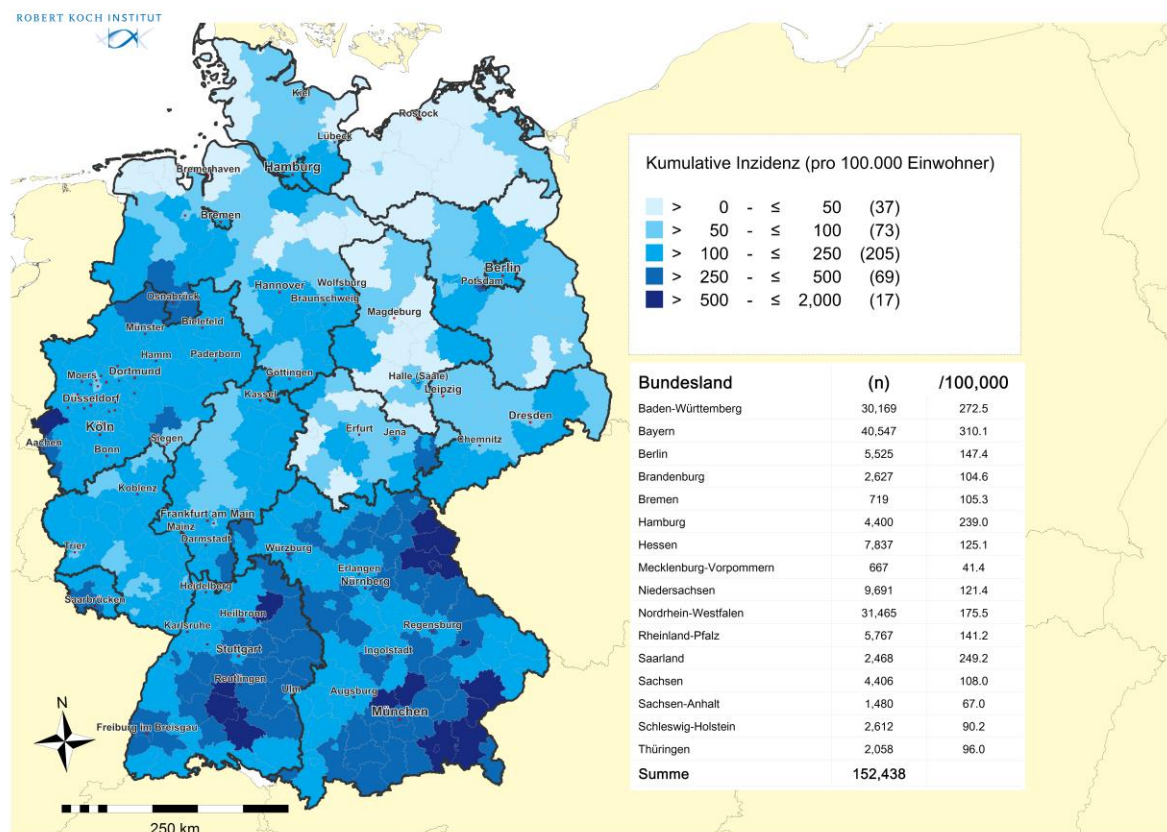 ROBERT KOCH INSTITUT
Kiel
Rostock
Lübeck
Hamburg
Bremerhaven
Bremen
Berlin
Potsdam
Hannover
Wolfsburg
Braunschweig
Magdeburg
Osnabrück
Bielefeld
Münster
Hamm
Paderborn
Moers
Dortmund
Göttingen
Halle (Saale)
Leipzig
Kassel
Düsseldorf
Dresden
Köln
Erfurt
Jena
Chemnitz
Aachen
Siegen
Bonn
Koblenz
Frankfurt am Main
Mainz
Darmstadt
Trier
Würzburg
Erlangen
Nürnberg
Heidelberg
Saarbrücken
Heilbronn
Karlsruhe
Regensburg
Stuttgart
Ingolstadt
Reutlingen
Ulm
Augsburg
München
Freiburg im Breisgau
N
250 km
Kumulative Inzidenz (pro 100.000 Einwohner)
> 0 - ≤ 50 (37)
> 50 - ≤ 100 (73)
> 100 - ≤ 250 (205)
> 250 - ≤ 500 (69)
> 500 - ≤ 2,000 (17)
Bundesland (n) /100,000
Baden-Württemberg 30,169 272.5
Bayern 40,547 310.1
Berlin 5,525 147.4
Brandenburg 2,627 104.6
Bremen 719 105.3
Hamburg 4,400 239.0
Hessen 7,837 125.1
Mecklenburg-Vorpommern 667 41.4
Niedersachsen 9,691 121.4
Nordrhein-Westfalen 31,465 175.5
Rheinland-Pfalz 5,767 141.2
Saarland 2,468 249.2
Sachsen 4,406 108.0
Sachsen-Anhalt 1,480 67.0
Schleswig-Holstein 2,612 90.2
Thüringen 2,058 96.0
Summe 152,438